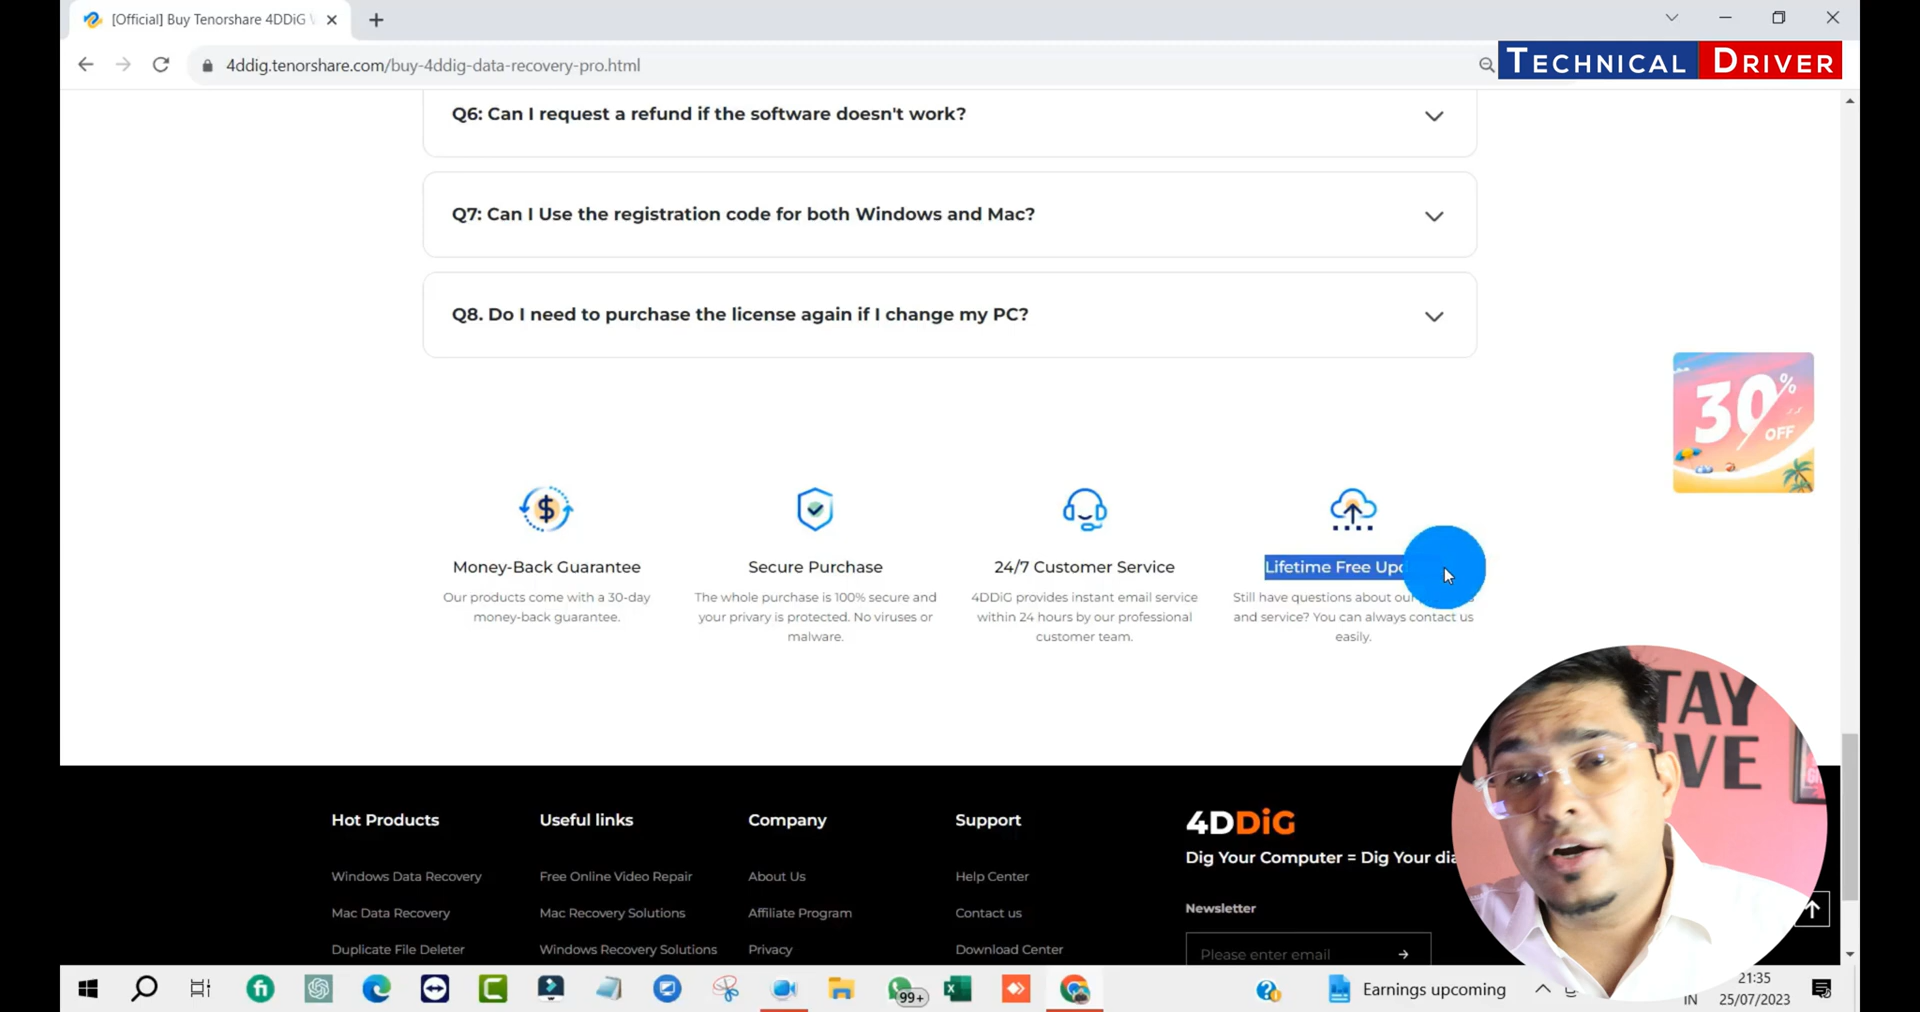 [Official] Buy Tenorshare 4DDiG
4ddig.tenorshare.com/buy-4ddig-data-recovery-pro.html
TECHNICAL DRIVER
Q6: Can I request a refund if the software doesn't work?
Q7: Can I Use the registration code for both Windows and Mac?
Q8. Do I need to purchase the license again if I change my PC?
30% OFF
Money-Back Guarantee
Our products come with a 30-day
money-back guarantee.
Secure Purchase
The whole purchase is 100% secure and
your privary is protected. No viruses or
malware.
24/7 Customer Service
4DDiG provides instant email service
within 24 hours by our professional
customer team.
Lifetime Free
Still have questions about
and service? You can always contact us
easily.
Hot Products
Windows Data Recovery
Mac Data Recovery
Duplicate File Deleter
Useful links
Free Online Video Repair
Mac Recovery Solutions
Windows Recovery Solutions
Company
About Us
Affiliate Program
Privacy
Support
Help Center
Contact us
Download Center
4DDiG
Dig Your Computer = Dig Your
Newsletter
Please enter email
TAY
VE
99+
Earnings upcoming
IN
21:35
25/07/2023